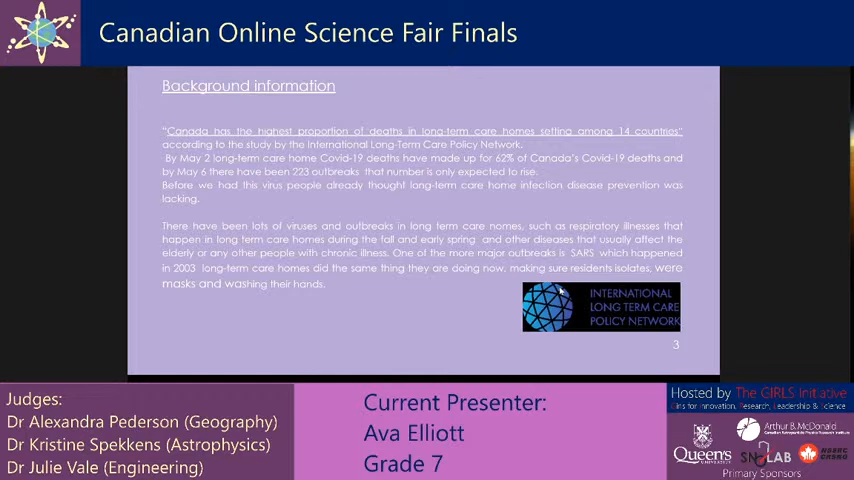 Canadian Online Science Fair Finals
Background information
“Canada has the highest proportion of deaths in long-term care homes setting among 14 countries”
according to the study by the International Long-Term Care Policy Network.
By May 2 long-term care home Covid-19 deaths have made up for 62% of Canada's Covid-19 deaths and
by May 6 there have been 223 outbreaks that number is only expected to rise.
Before we had this virus people already thought long-term care home infection disease prevention was
lacking.
There have been lots of viruses and outbreaks in long term care homes, such as respiratory illnesses that
happen in long term care homes during the fall and early spring and other diseases that usually affect the
elderly or any other people with chronic illness. One of the more major outbreaks is SARS which happened
in 2003 long-term care homes did the same thing they are doing now, making sure residents isolates, were
masks and washing their hands.
INTERNATIONAL
LONG TERM CARE
POLICY NETWORK
3
Judges:
Dr Alexandra Pederson (Geography)
Dr Kristine Spekkens (Astrophysics)
Dr Julie Vale (Engineering)
Current Presenter:
Ava Elliott
Grade 7
Hosted by The GIRLS Initiative
Girls for Innovation, Research, Leadership & Science
Arthur B. McDonald
Canadian Astroparticle Physics Research Institute
Queen's
UNIVERSITY
SNOLAB
NSERC
CRSNG
Primary Sponsors